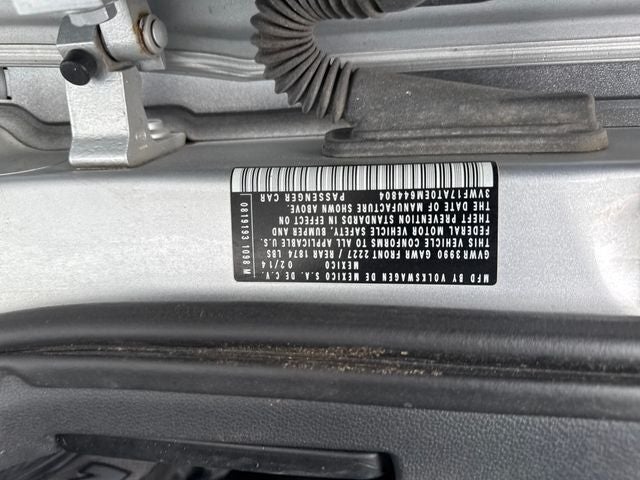 MFD BY VOLKSWAGEN DE MEXICO S.A. DE C.V.
MEXICO 02/14
GVWR 3990 GAWR FRONT 2227 / REAR 1874 LBS
THIS VEHICLE CONFORMS TO ALL APPLICABLE U.S.
FEDERAL MOTOR VEHICLE SAFETY, BUMPER AND
THEFT PREVENTION STANDARDS IN EFFECT ON
THE DATE OF MANUFACTURE SHOWN ABOVE.
3VWF17AT0EM644804 PASSENGER CAR
0819193 1098 M